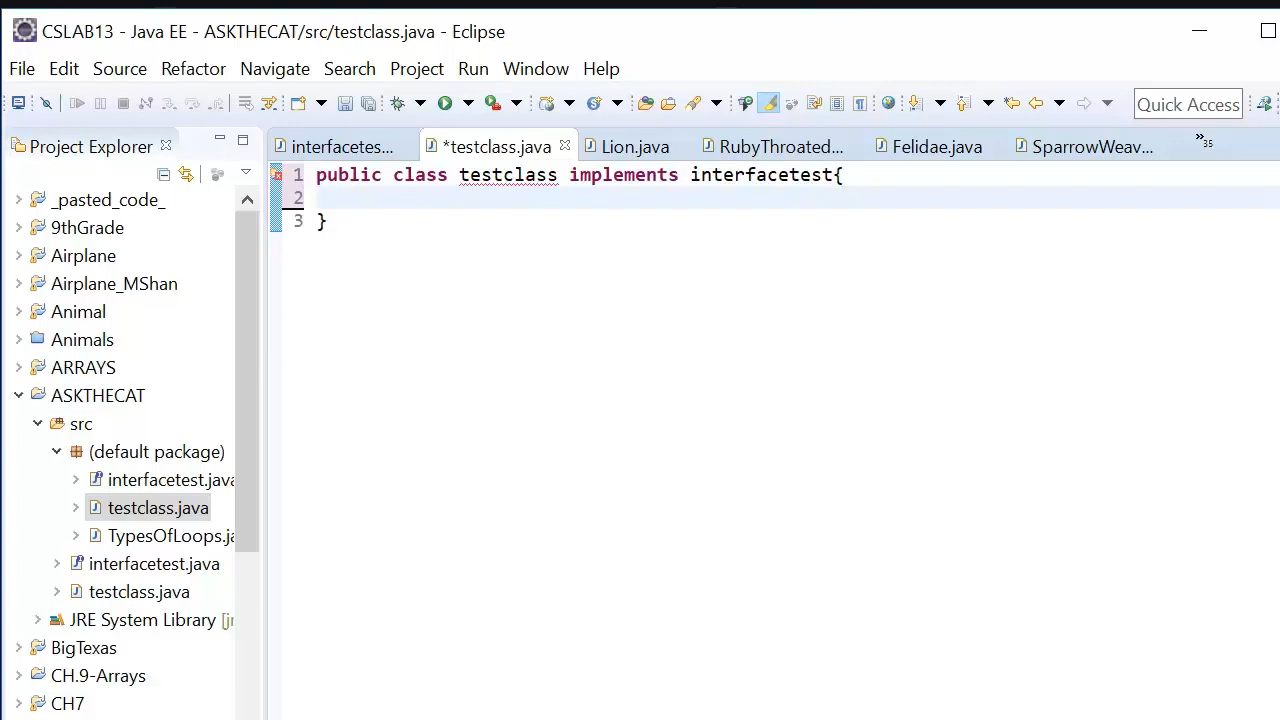 CSLAB13 - Java EE - ASKTHECAT/src/testclass.java - Eclipse
File Edit Source Refactor Navigate Search Project Run Window Help
Quick Access
Project Explorer
interfacetes...
*testclass.java
Lion.java
RubyThroated...
Felidae.java
SparrowWeav...
»35
1 public class testclass implements interfacetest{
2
3 }
_pasted_code_
9thGrade
Airplane
Airplane_MShan
Animal
Animals
ARRAYS
ASKTHECAT
src
(default package)
interfacetest.java
testclass.java
TypesOfLoops.ja
interfacetest.java
testclass.java
JRE System Library [jr
BigTexas
CH.9-Arrays
CH7